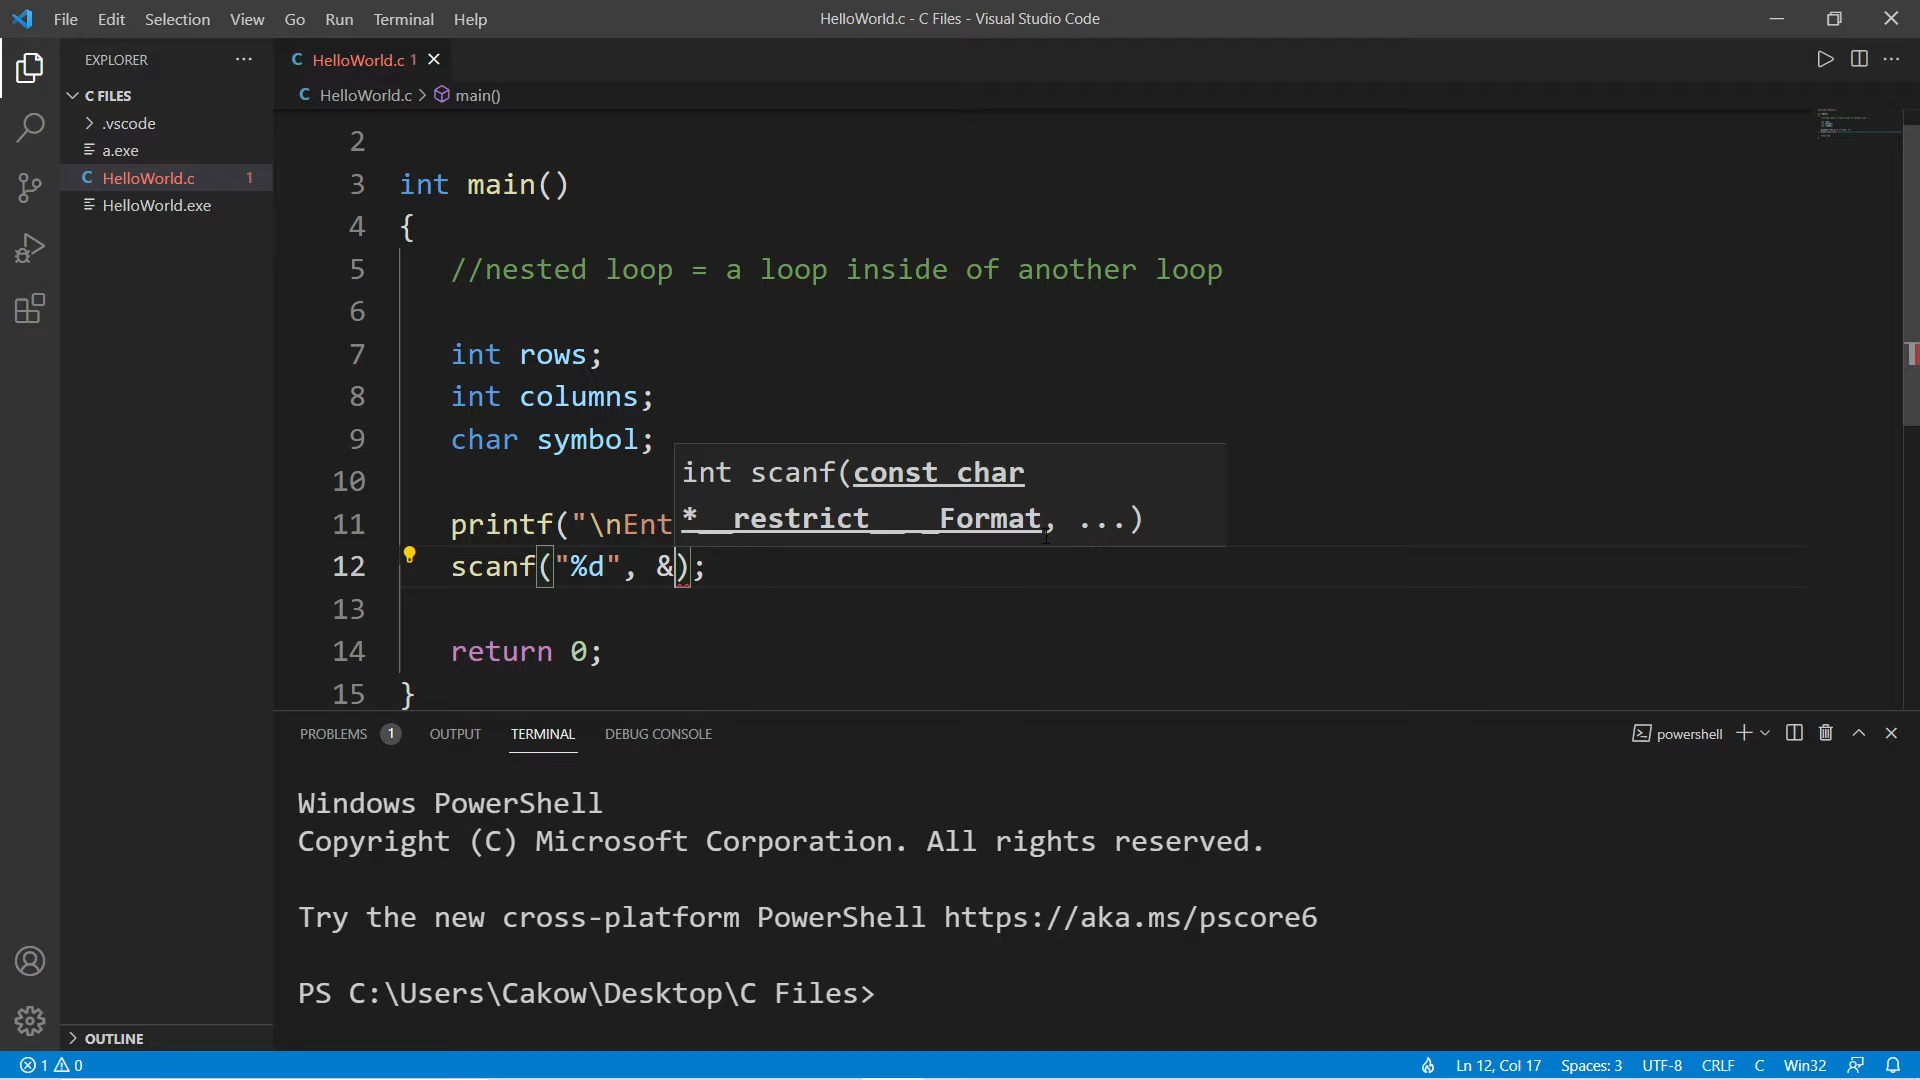 File Edit Selection View Go Run Terminal Help
HelloWorld.c - C Files - Visual Studio Code
EXPLORER
C FILES
.vscode
a.exe
C HelloWorld.c 1
HelloWorld.exe
OUTLINE
C HelloWorld.c 1
C HelloWorld.c > main()
2
3 int main()
4 {
5 //nested loop = a loop inside of another loop
6
7 int rows;
8 int columns;
9 char symbol;
10
int scanf(const char
*__restrict__ _Format, ...)
11 printf("\nEnt
12 scanf("%d", &);
13
14 return 0;
15 }
PROBLEMS 1 OUTPUT TERMINAL DEBUG CONSOLE
powershell
Windows PowerShell
Copyright (C) Microsoft Corporation. All rights reserved.
Try the new cross-platform PowerShell https://aka.ms/pscore6
PS C:\Users\Cakow\Desktop\C Files>
1 0
Ln 12, Col 17 Spaces: 3 UTF-8 CRLF C Win32